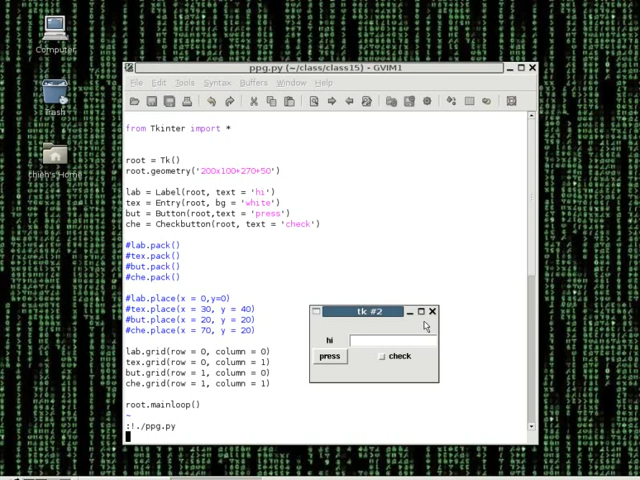 Computer
Trash
chieh's Home
ppg.py (~/class/class15) - GVIM1
File Edit Tools Syntax Buffers Window Help
from Tkinter import *
root = Tk()
root.geometry('200x100+270+50')
lab = Label(root, text = 'hi')
tex = Entry(root, bg = 'white')
but = Button(root,text = 'press')
che = Checkbutton(root, text = 'check')
#lab.pack()
#tex.pack()
#but.pack()
#che.pack()
#lab.place(x = 0,y=0)
#tex.place(x = 30, y = 40)
#but.place(x = 20, y = 20)
#che.place(x = 70, y = 20)
lab.grid(row = 0, column = 0)
tex.grid(row = 0, column = 1)
but.grid(row = 1, column = 0)
che.grid(row = 1, column = 1)
root.mainloop()
~
:!./ppg.py
tk #2
hi
press check